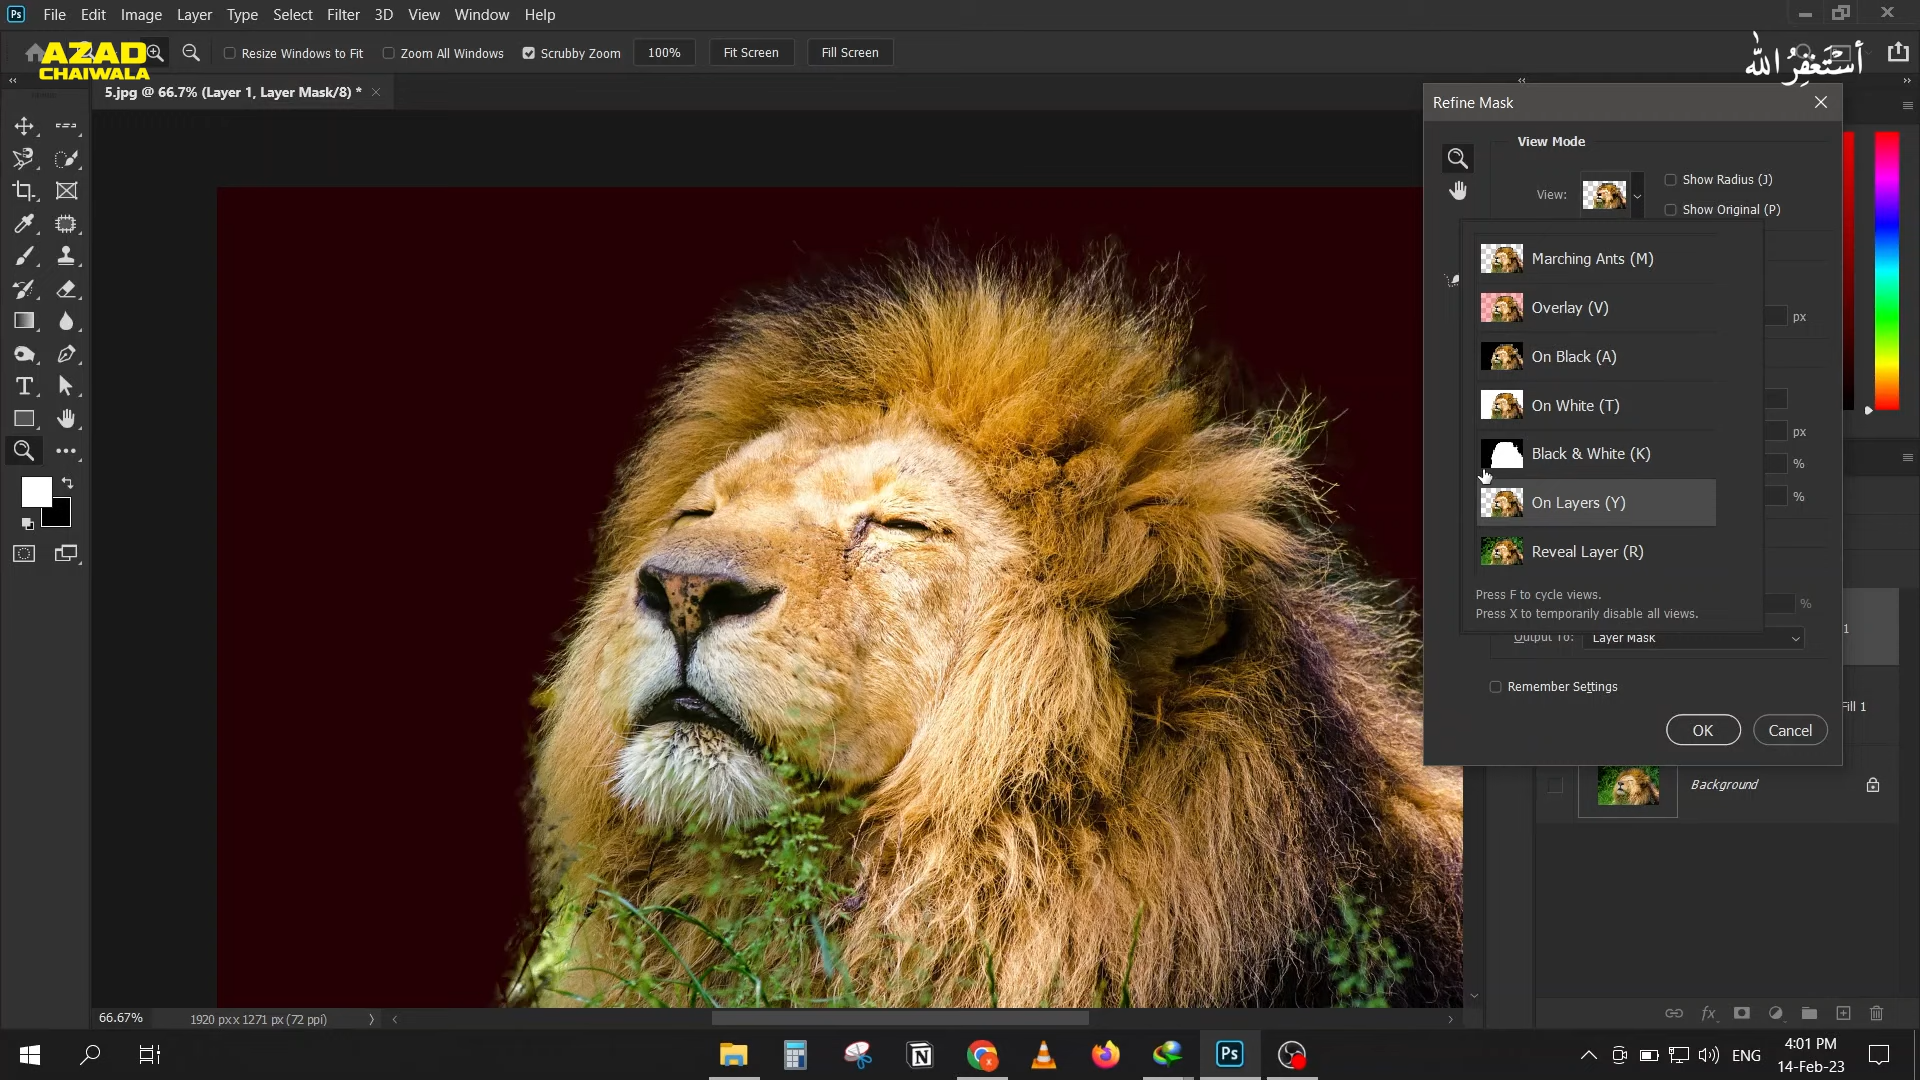 File Edit Image Layer Type Select Filter 3D View Window Help
AZAD
CHAIWALA
Resize Windows to Fit Zoom All Windows Scrubby Zoom 100% Fit Screen Fill Screen
أستغفر الله
5.jpg @ 66.7% (Layer 1, Layer Mask/8) *
Refine Mask
View Mode
View:
Show Radius (J)
Show Original (P)
Marching Ants (M)
Overlay (V)
px
On Black (A)
On White (T)
px
Black & White (K)
%
%
On Layers (Y)
Reveal Layer (R)
Press F to cycle views.
%
Press X to temporarily disable all views.
Output To: Layer Mask
1
Remember Settings
Fill 1
OK Cancel
Background
66.67% 1920 px x 1271 px (72 ppi)
fx
Ps
ENG
4:01 PM
14-Feb-23